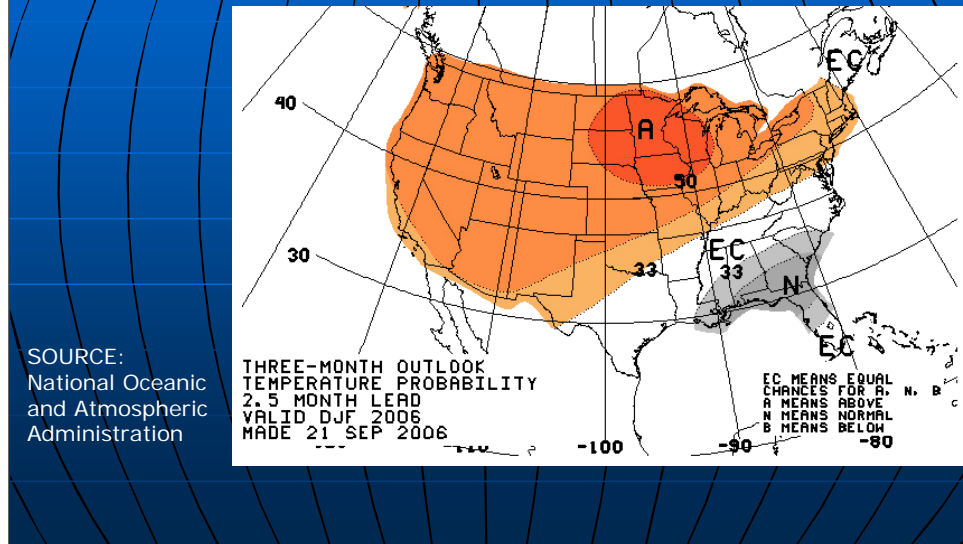 EC
40
A
50
30
EC
33
33
N
EC
SOURCE:
National Oceanic
and Atmospheric
Administration
THREE-MONTH OUTLOOK
TEMPERATURE PROBABILITY
2.5 MONTH LEAD
VALID DJF 2006
MADE 21 SEP 2006
EC MEANS EQUAL
CHANCES FOR A, N, B
A MEANS ABOVE
N MEANS NORMAL
B MEANS BELOW
-110
-100
-90
-80